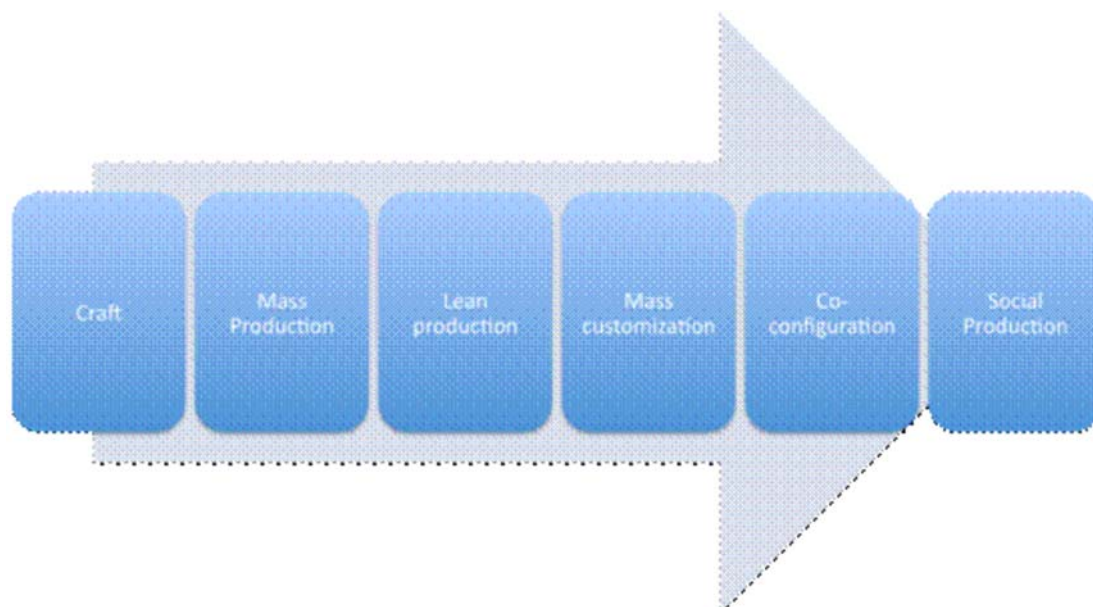 Craft
Mass
Production
Lean
production
Mass
customization
Co-
configuration
Social
Production